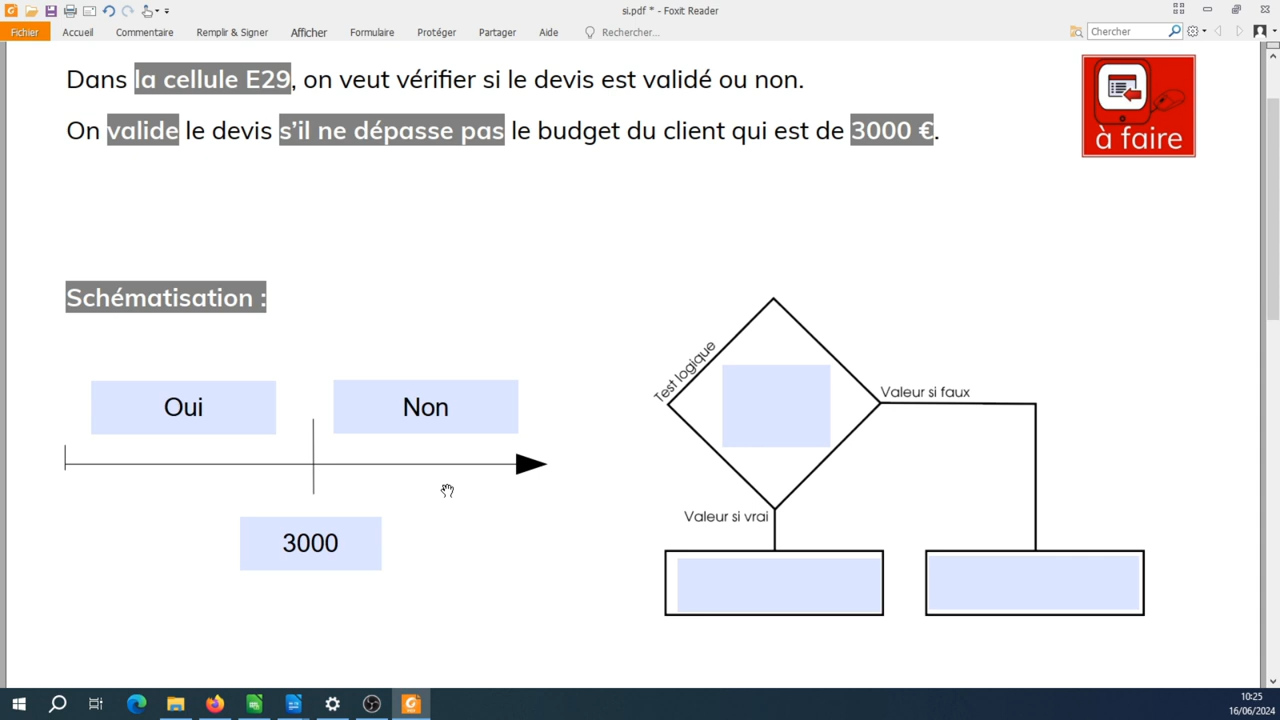 si.pdf * - Foxit Reader
Fichier Accueil Commentaire Remplir & Signer Afficher Formulaire Protéger Partager Aide Rechercher... Chercher
Dans la cellule E29, on veut vérifier si le devis est validé ou non.
On valide le devis s'il ne dépasse pas le budget du client qui est de 3000 €.
à faire
Schématisation :
Test logique
Valeur si faux
Oui Non
Valeur si vrai
3000
10:25
16/06/2024